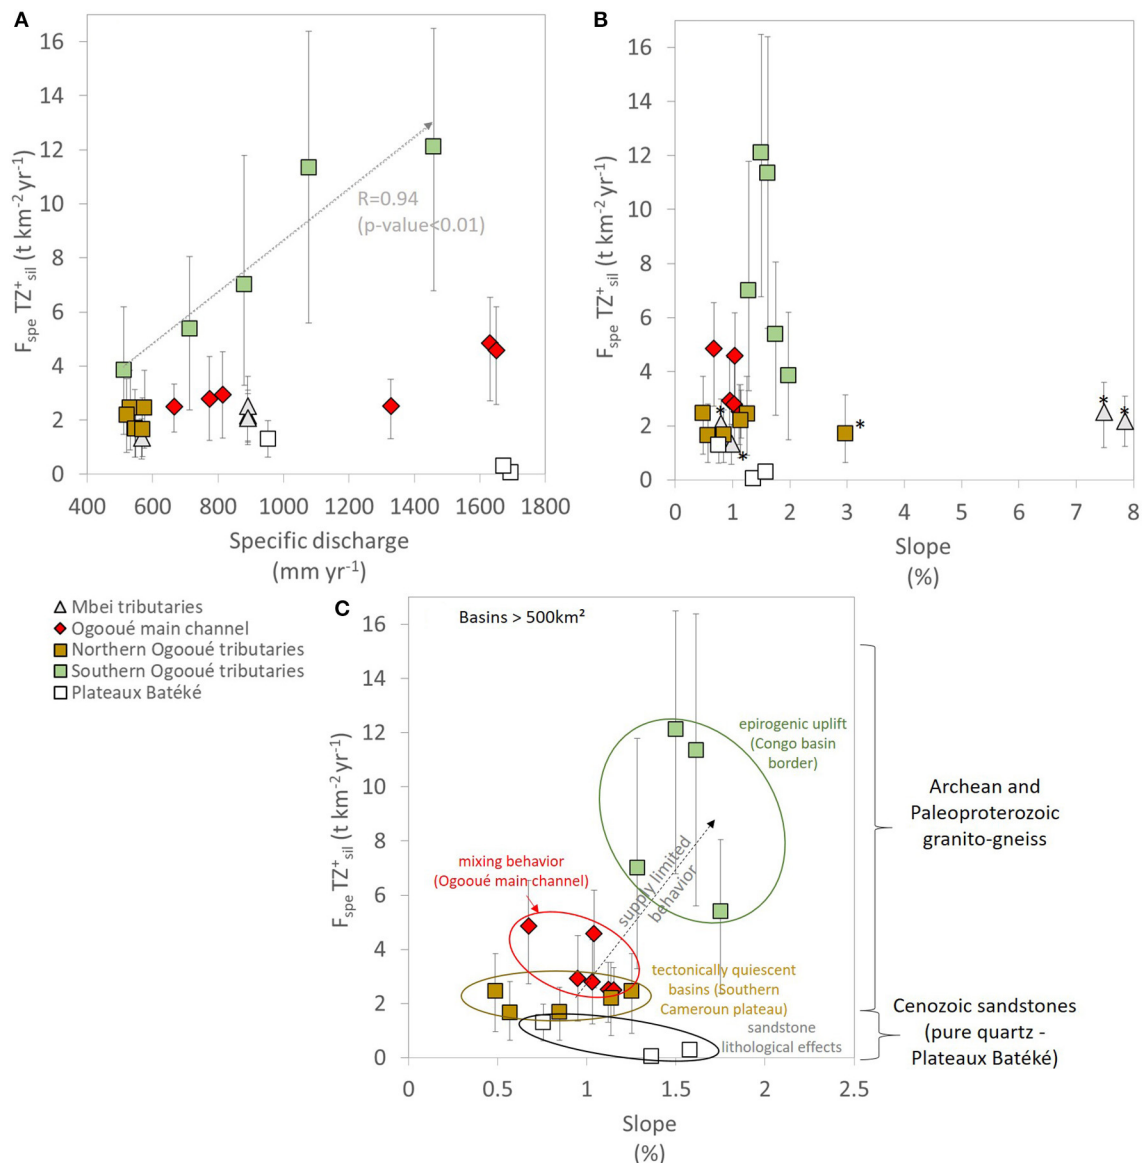 A
16
14
12
10
8
6
4
2
0
F_spe TZ⁺_sil (t km⁻² yr⁻¹)
R=0.94
(p-value<0.01)
400 600 800 1000 1200 1400 1600 1800
Specific discharge
(mm yr⁻¹)
B
16
14
12
10
8
6
4
2
0
F_spe TZ⁺_sil (t km⁻² yr⁻¹)
* * * * *
0 1 2 3 4 5 6 7 8
Slope
(%)
Mbei tributaries
Ogooué main channel
Northern Ogooué tributaries
Southern Ogooué tributaries
Plateaux Batéké
C
Basins > 500km²
16
14
12
10
8
6
4
2
0
F_spe TZ⁺_sil (t km⁻² yr⁻¹)
epirogenic uplift
(Congo basin
border)
mixing behavior
(Ogooué main channel)
supply limited
behavior
tectonically quiescent
basins (Southern
Cameroun plateau)
sandstone
lithological effects
0 0.5 1 1.5 2 2.5
Slope
(%)
Archean and
Paleoproterozoic
granito-gneiss
Cenozoic sandstones
(pure quartz -
Plateaux Batéké)